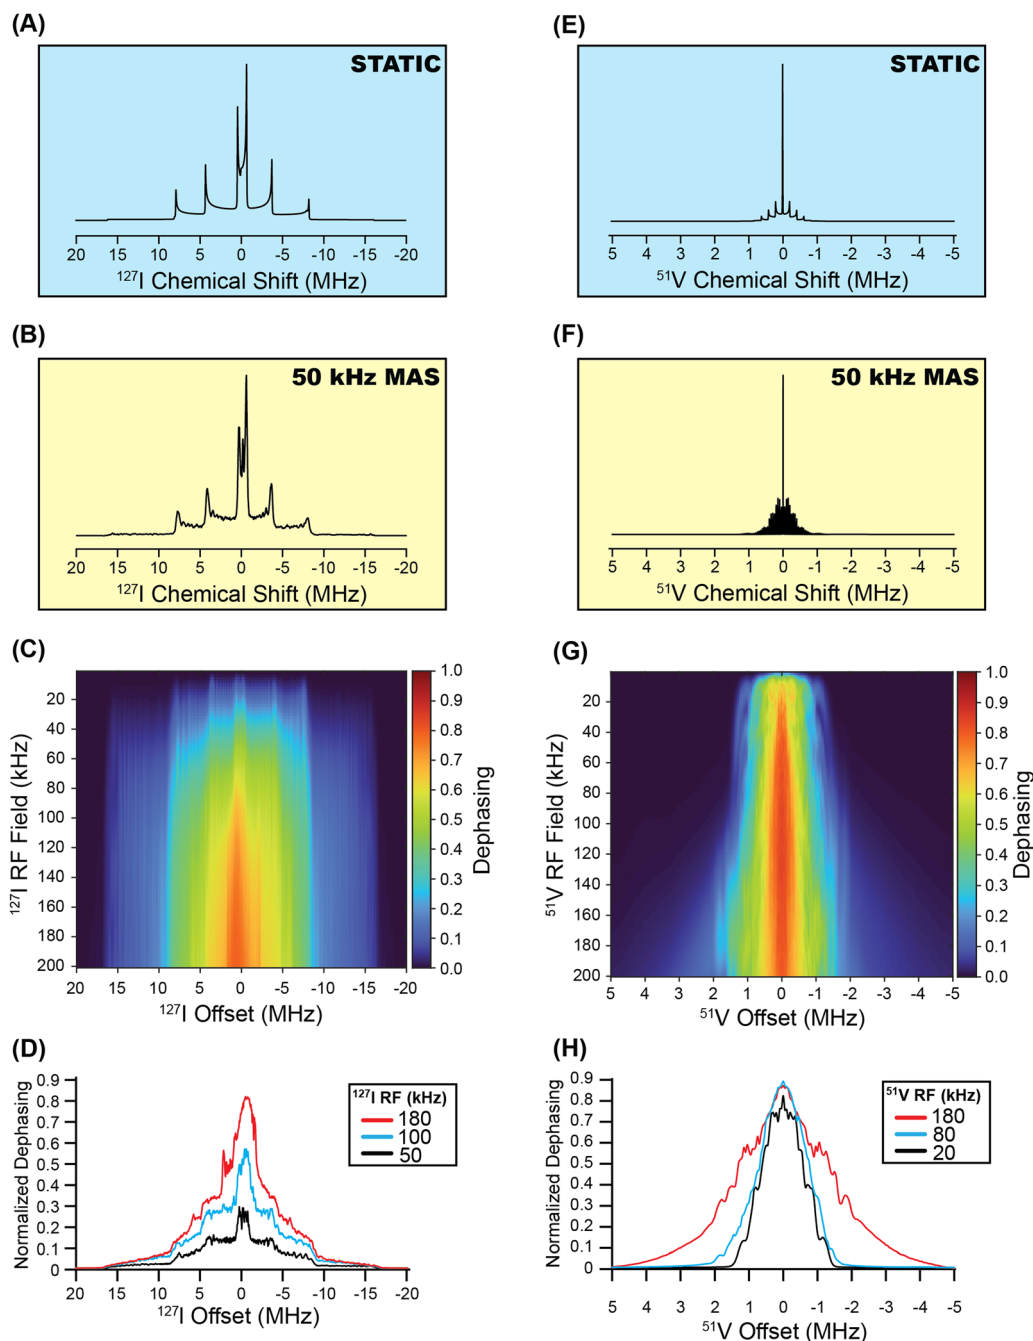 (A)
STATIC
20 15 10 5 0 -5 -10 -15 -20
¹²⁷I Chemical Shift (MHz)
(E)
STATIC
5 4 3 2 1 0 -1 -2 -3 -4 -5
⁵¹V Chemical Shift (MHz)
(B)
50 kHz MAS
20 15 10 5 0 -5 -10 -15 -20
¹²⁷I Chemical Shift (MHz)
(F)
50 kHz MAS
5 4 3 2 1 0 -1 -2 -3 -4 -5
⁵¹V Chemical Shift (MHz)
(C)
¹²⁷I RF Field (kHz)
20
40
60
80
100
120
140
160
180
200
20 15 10 5 0 -5 -10 -15 -20
¹²⁷I Offset (MHz)
1.0
0.9
0.8
0.7
0.6
0.5
0.4
0.3
0.2
0.1
0.0
Dephasing
(G)
⁵¹V RF Field (kHz)
20
40
60
80
100
120
140
160
180
200
5 4 3 2 1 0 -1 -2 -3 -4 -5
⁵¹V Offset (MHz)
1.0
0.9
0.8
0.7
0.6
0.5
0.4
0.3
0.2
0.1
0.0
Dephasing
(D)
Normalized Dephasing
0.9
0.8
0.7
0.6
0.5
0.4
0.3
0.2
0.1
0
¹²⁷I RF (kHz)
180
100
50
20 15 10 5 0 -5 -10 -15 -20
¹²⁷I Offset (MHz)
(H)
Normalized Dephasing
0.9
0.8
0.7
0.6
0.5
0.4
0.3
0.2
0.1
0
⁵¹V RF (kHz)
180
80
20
5 4 3 2 1 0 -1 -2 -3 -4 -5
⁵¹V Offset (MHz)